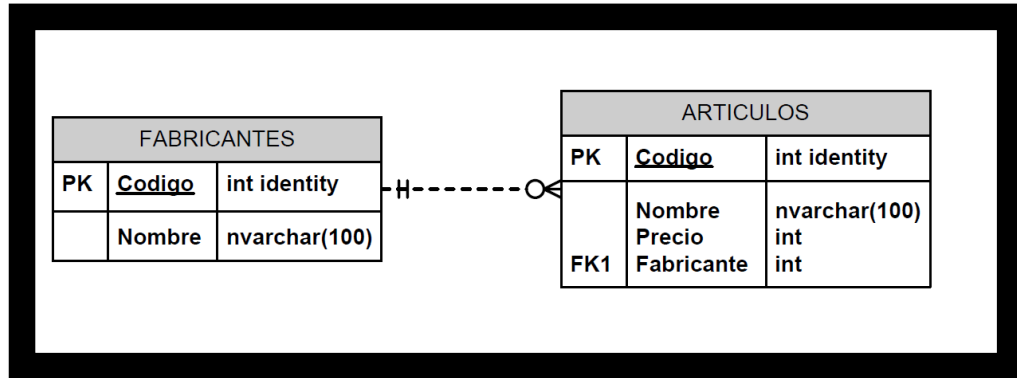 FABRICANTES
PK Codigo int identity
Nombre nvarchar(100)
ARTICULOS
PK Codigo int identity
Nombre nvarchar(100)
Precio int
FK1 Fabricante int